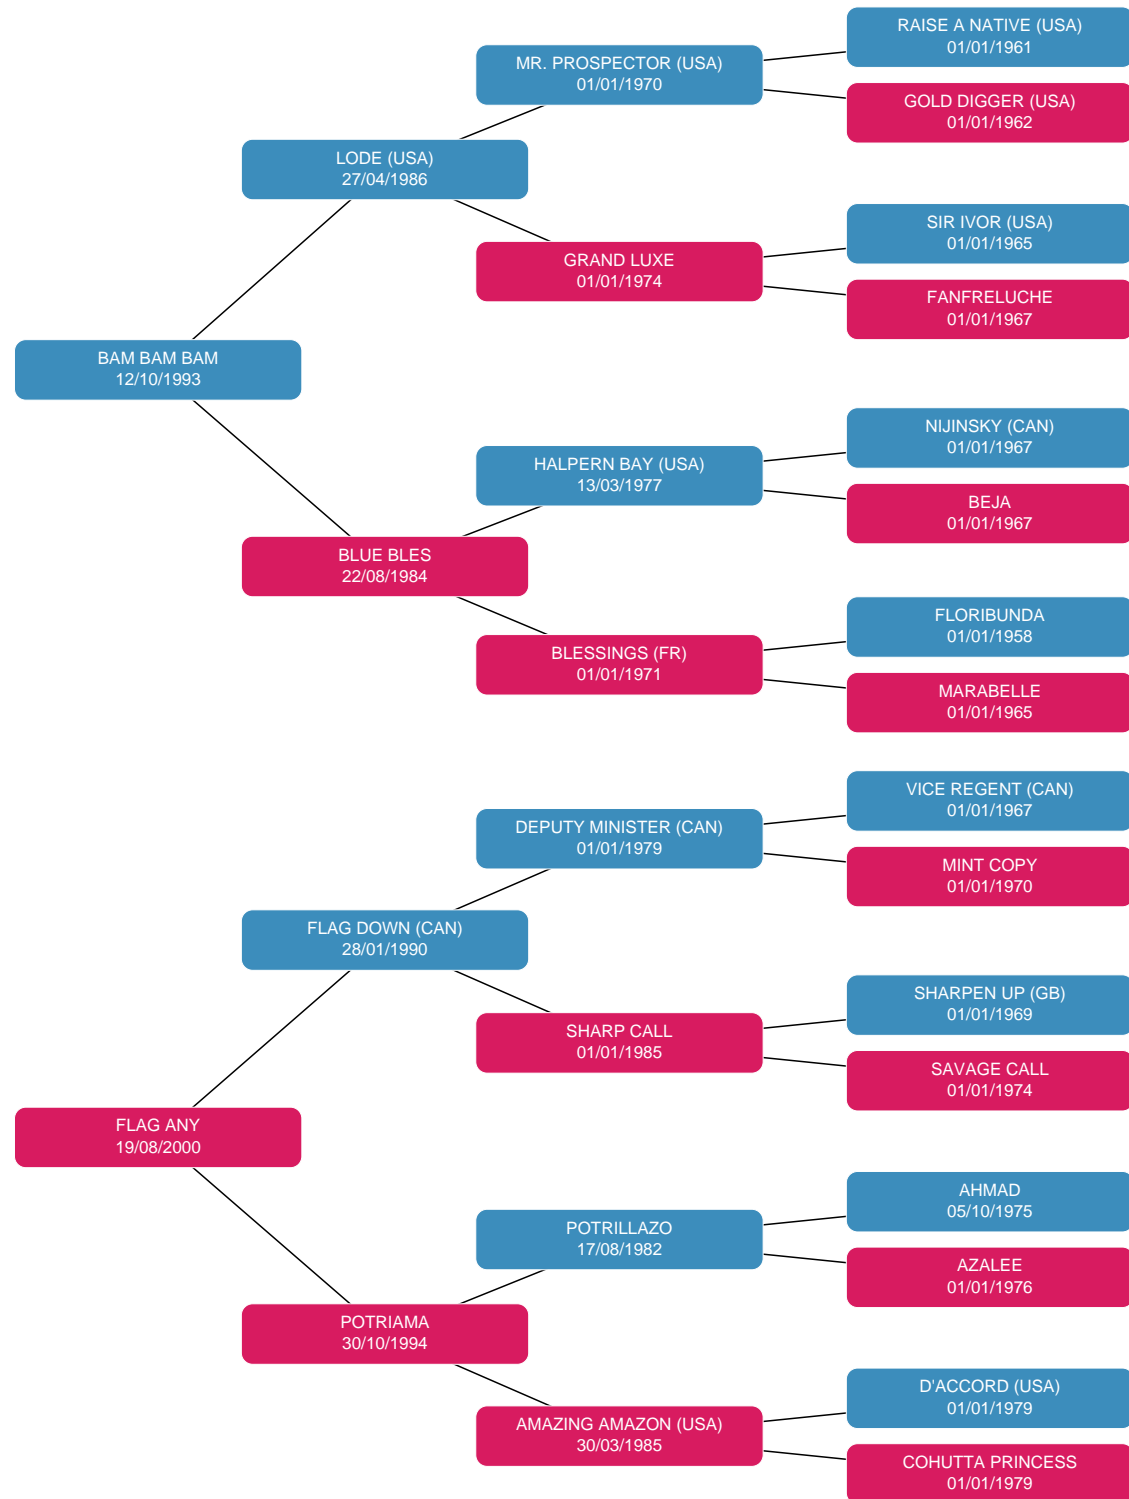 RAISE A NATIVE (USA)
01/01/1961
MR. PROSPECTOR (USA)
01/01/1970
GOLD DIGGER (USA)
01/01/1962
LODE (USA)
27/04/1986
SIR IVOR (USA)
01/01/1965
GRAND LUXE
01/01/1974
FANFRELUCHE
01/01/1967
BAM BAM BAM
12/10/1993
NIJINSKY (CAN)
01/01/1967
HALPERN BAY (USA)
13/03/1977
BEJA
01/01/1967
BLUE BLES
22/08/1984
FLORIBUNDA
01/01/1958
BLESSINGS (FR)
01/01/1971
MARABELLE
01/01/1965
VICE REGENT (CAN)
01/01/1967
DEPUTY MINISTER (CAN)
01/01/1979
MINT COPY
01/01/1970
FLAG DOWN (CAN)
28/01/1990
SHARPEN UP (GB)
01/01/1969
SHARP CALL
01/01/1985
SAVAGE CALL
01/01/1974
FLAG ANY
19/08/2000
AHMAD
05/10/1975
POTRILLAZO
17/08/1982
AZALEE
01/01/1976
POTRIAMA
30/10/1994
D'ACCORD (USA)
01/01/1979
AMAZING AMAZON (USA)
30/03/1985
COHUTTA PRINCESS
01/01/1979